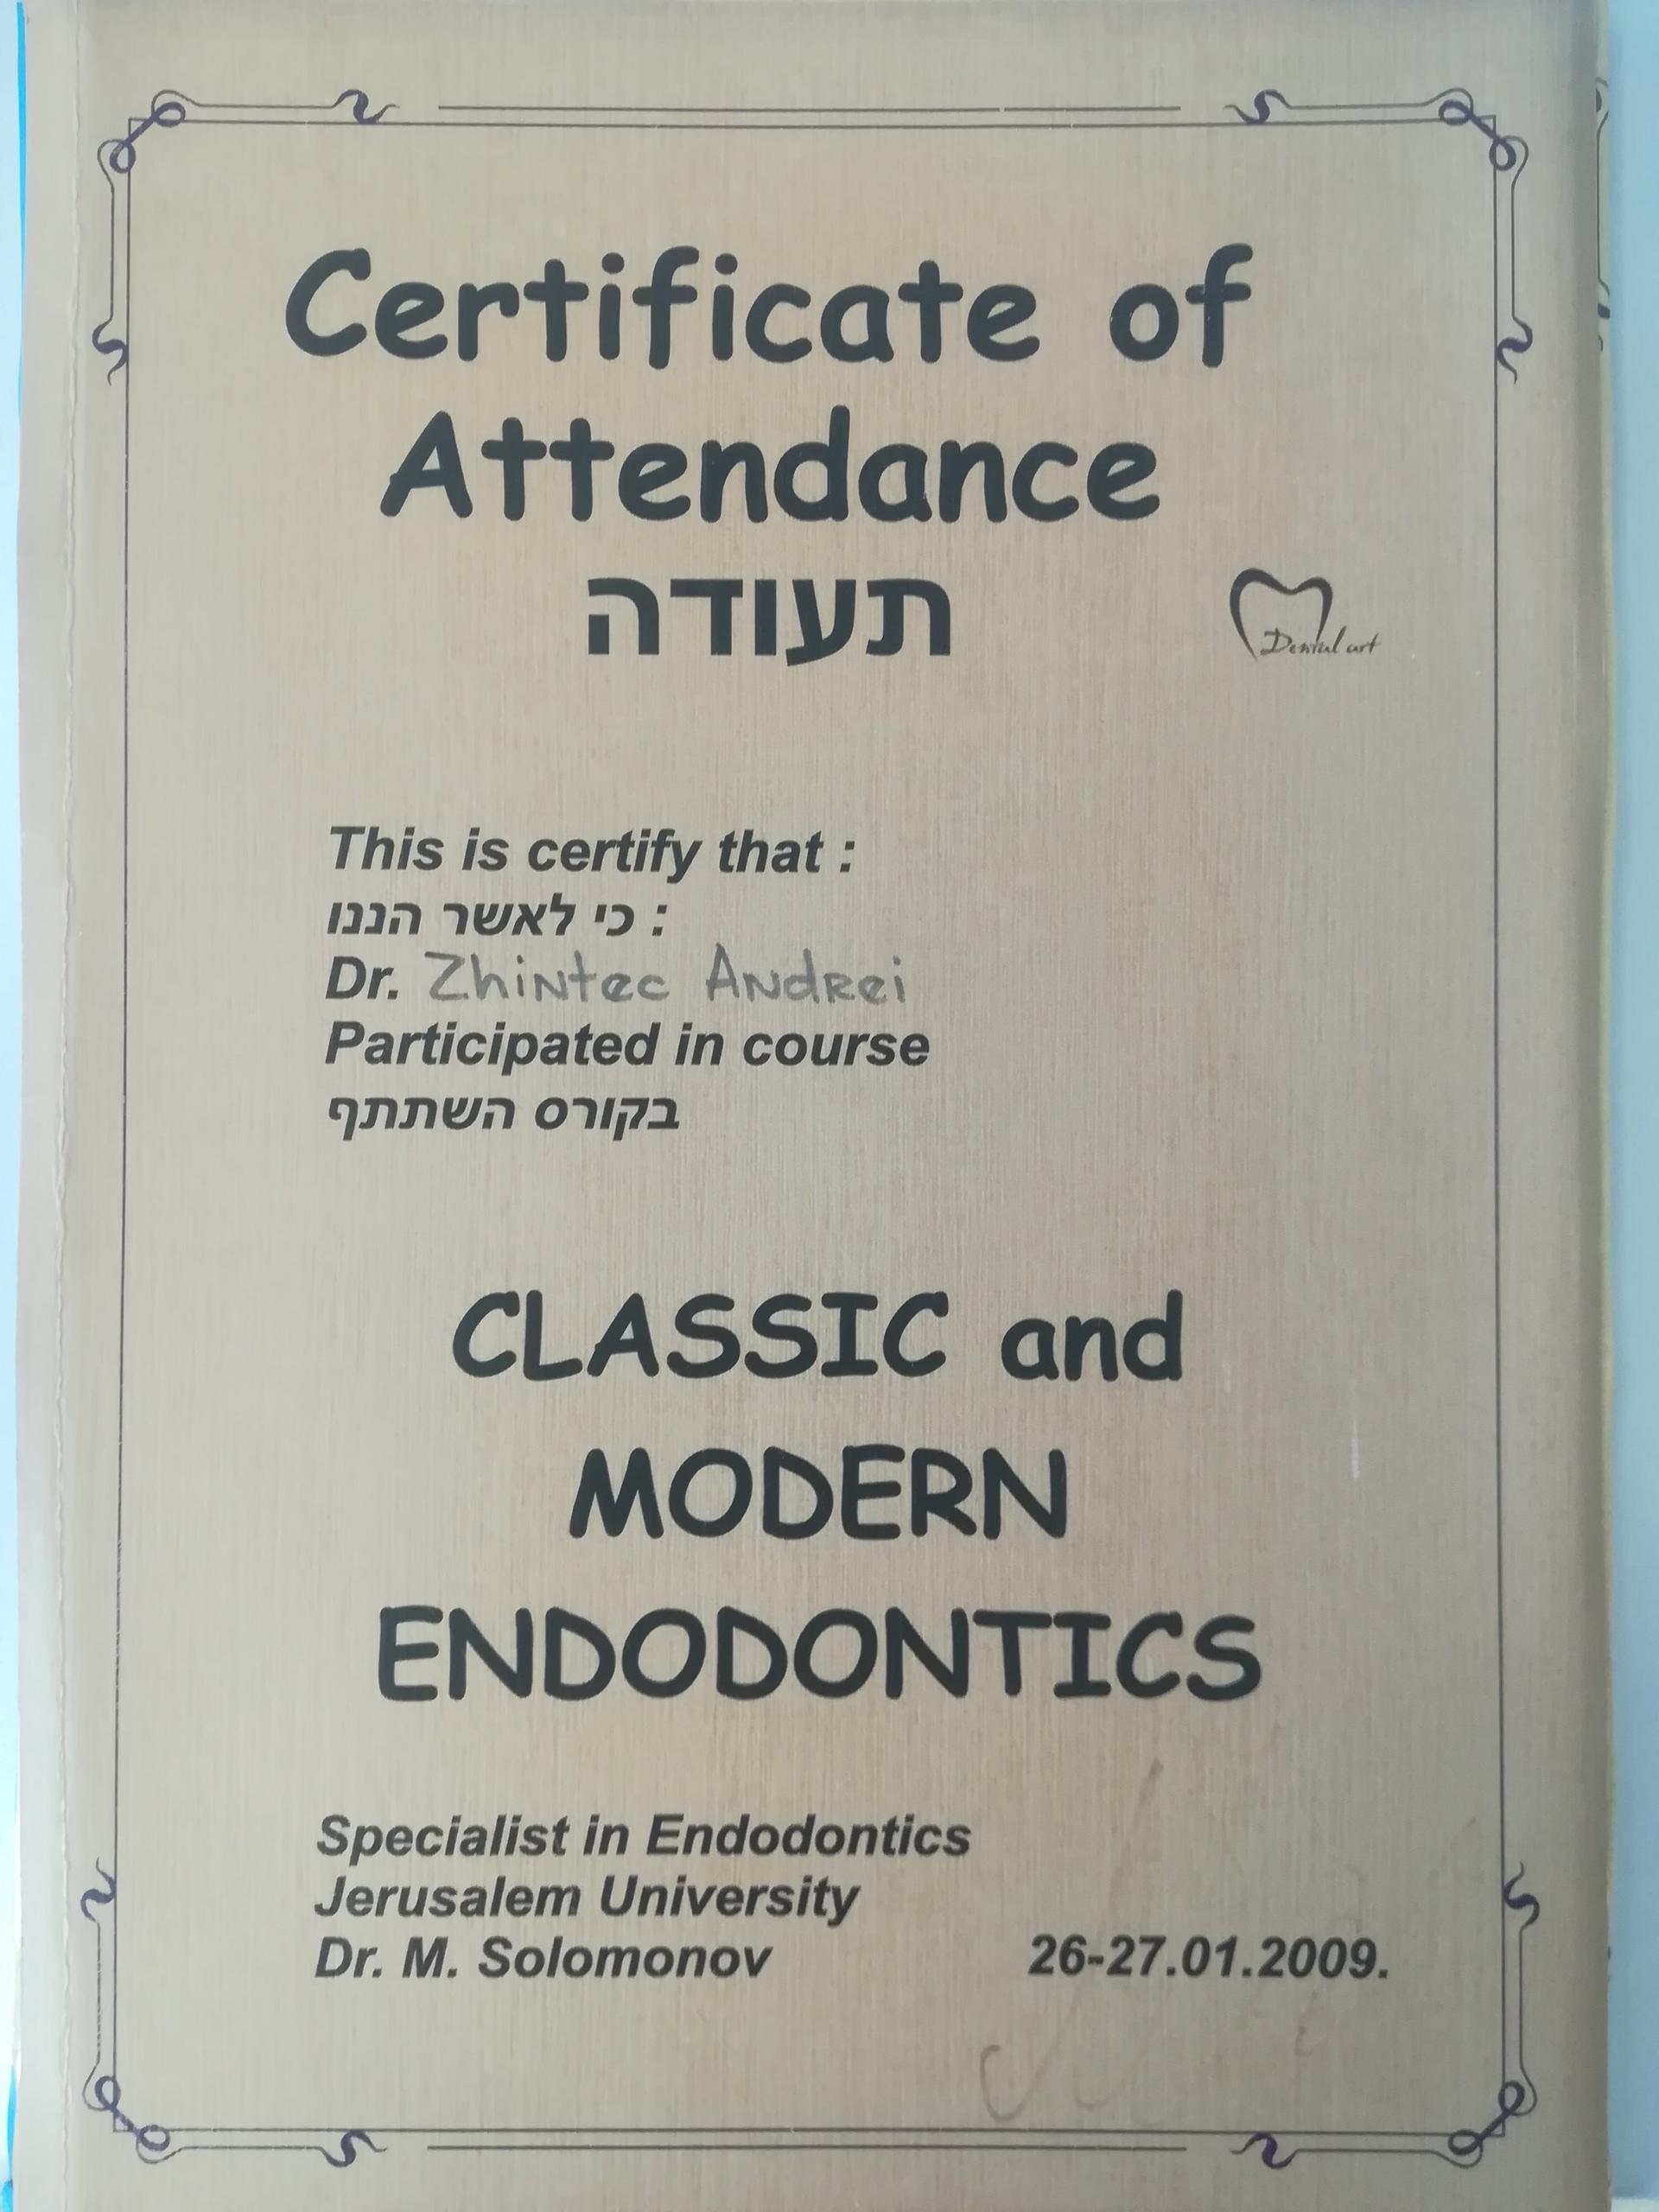 Certificate of
Attendance
תעודה
Dental art
This is certify that :
כי לאשר הננו :
Dr. Zhintec Andrei
Participated in course
בקורס השתתף
CLASSIC and
MODERN
ENDODONTICS
Specialist in Endodontics
Jerusalem University
Dr. M. Solomonov 26-27.01.2009.